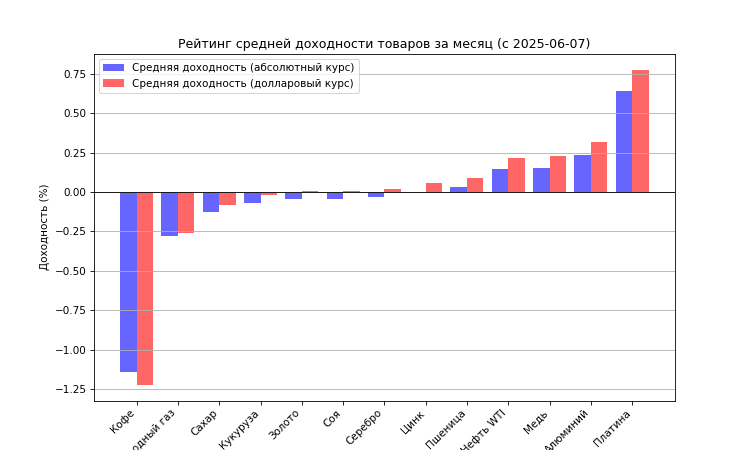 Рейтинг средней доходности товаров за месяц (с 2025-06-07)
Средняя доходность (абсолютный курс)
Средняя доходность (долларовый курс)
Доходность (%)
0.75
0.50
0.25
0.00
−0.25
−0.50
−0.75
−1.00
−1.25
Кофе
одный газ
Сахар
Кукуруза
Золото
Соя
Серебро
Цинк
Пшеница
Нефть WTI
Медь
Алюминий
Платина